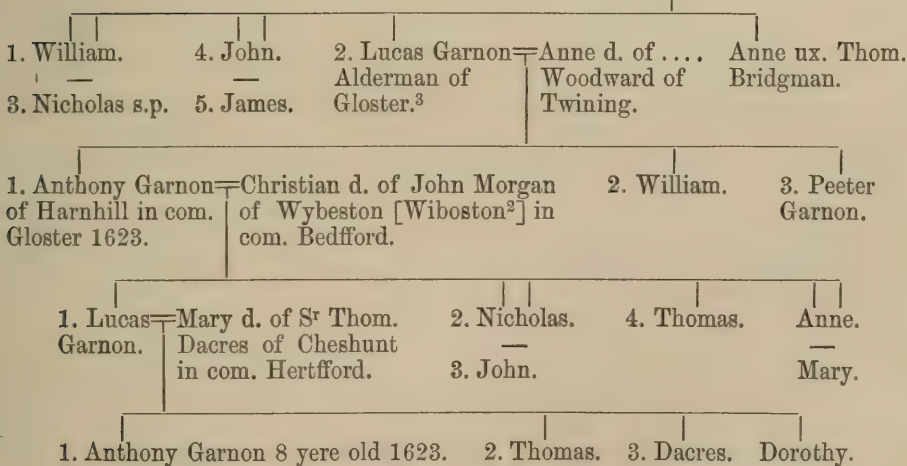 1. William. 4. John. 2. Lucas Garnon=Anne d. of .... Anne ux. Thom.
Alderman of Woodward of Bridgman.
3. Nicholas s.p. 5. James. Gloster.³ Twining.
1. Anthony Garnon=Christian d. of John Morgan 2. William. 3. Peeter
of Harnhill in com. of Wybeston [Wiboston²] in Garnon.
Gloster 1623. com. Bedfford.
1. Lucas=Mary d. of Sʳ Thom. 2. Nicholas. 4. Thomas. Anne.
Garnon. Dacres of Cheshunt
in com. Hertfford. 3. John. Mary.
1. Anthony Garnon 8 yere old 1623. 2. Thomas. 3. Dacres. Dorothy.